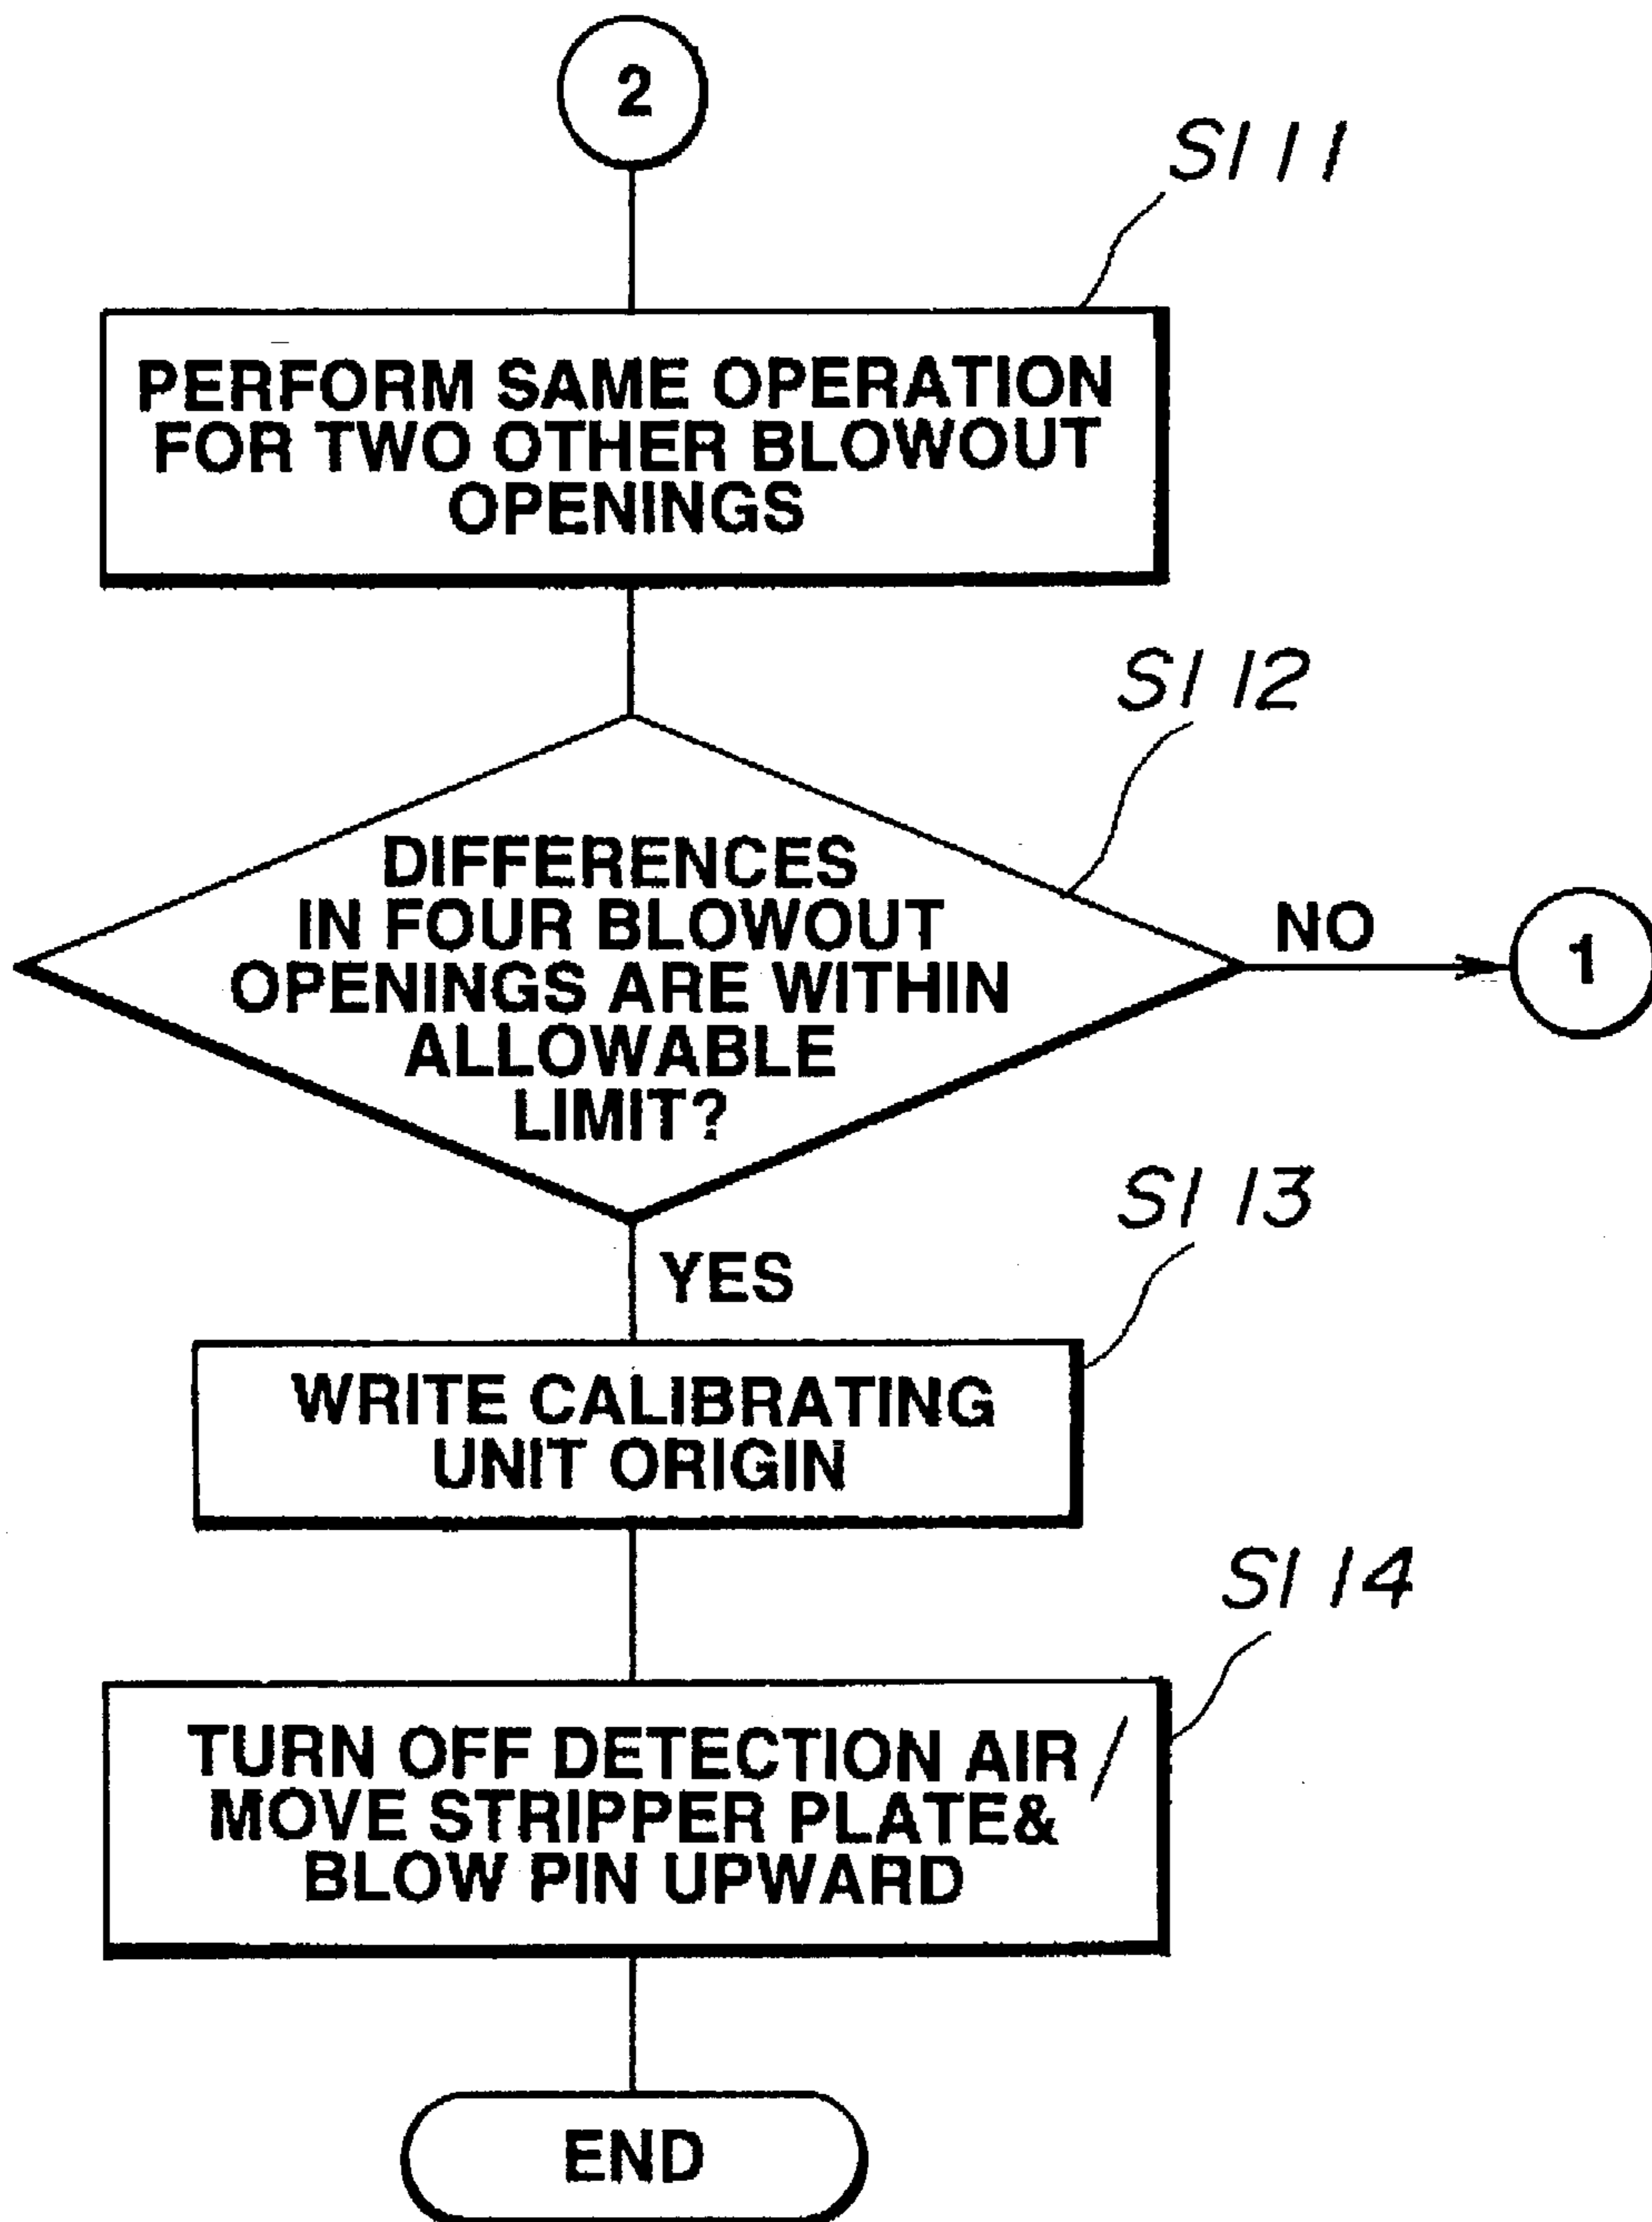 2
S111
PERFORM SAME OPERATION
FOR TWO OTHER BLOWOUT
OPENINGS
S112
DIFFERENCES
IN FOUR BLOWOUT
OPENINGS ARE WITHIN
ALLOWABLE
LIMIT?
NO
1
YES
S113
WRITE CALIBRATING
UNIT ORIGIN
S114
TURN OFF DETECTION AIR /
MOVE STRIPPER PLATE&
BLOW PIN UPWARD
END